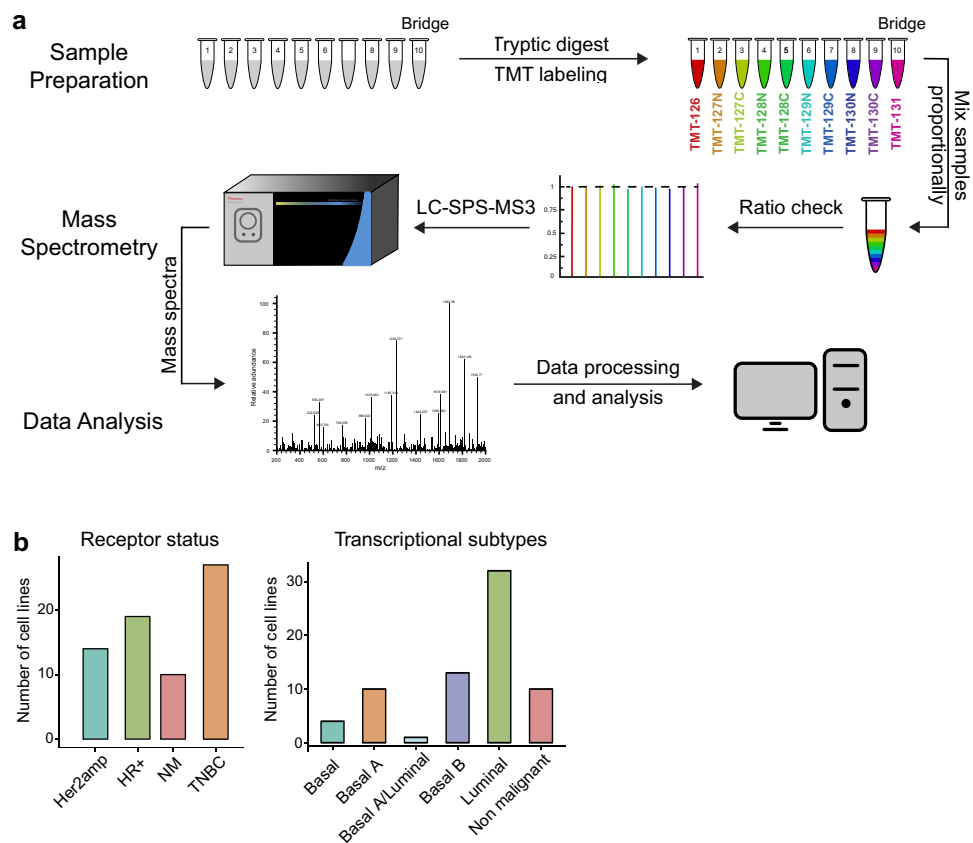 a
Bridge
Sample
Preparation
1 2 3 4 5 6 8 9 10
Tryptic digest
TMT labeling
Bridge
1 2 3 4 5 6 7 8 9 10
TMT-126
TMT-127N
TMT-127C
TMT-128N
TMT-128C
TMT-129N
TMT-129C
TMT-130N
TMT-130C
TMT-131
Mix samples
proportionally
Mass
Spectrometry
LC-SPS-MS3
1
0.75
0.5
0.25
0
Ratio check
Mass spectra
Data Analysis
Relative abundance
100
80
60
40
20
0
200 400 600 800 1000 1200 1400 1600 1800 2000
m/z
Data processing
and analysis
b
Receptor status
Number of cell lines
20
10
0
Her2amp
HR+
NM
TNBC
Transcriptional subtypes
Number of cell lines
30
20
10
0
Basal
Basal A
Basal A/Luminal
Basal B
Luminal
Non malignant